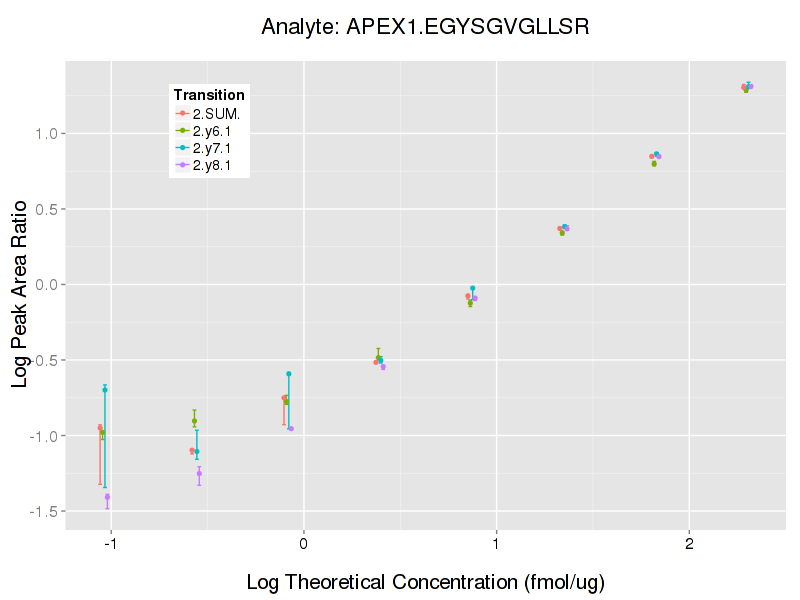 Analyte: APEX1.EGYSGVGLLSR
Transition
2.SUM.
2.y6.1
2.y7.1
2.y8.1
Log Peak Area Ratio
1.0
0.5
0.0
-0.5
-1.0
-1.5
-1
0
1
2
Log Theoretical Concentration (fmol/ug)